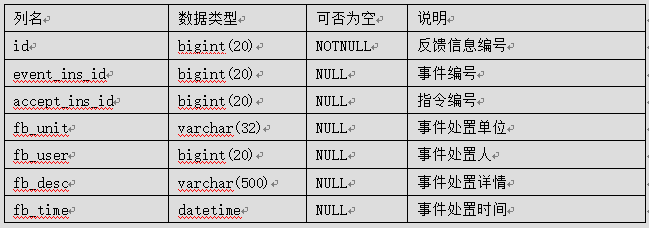 列名 数据类型 可否为空 说明
id bigint(20) NOTNULL 反馈信息编号
event_ins_id bigint(20) NULL 事件编号
accept_ins_id bigint(20) NULL 指令编号
fb_unit varchar(32) NULL 事件处置单位
fb_user bigint(20) NULL 事件处置人
fb_desc varchar(500) NULL 事件处置详情
fb_time datetime NULL 事件处置时间